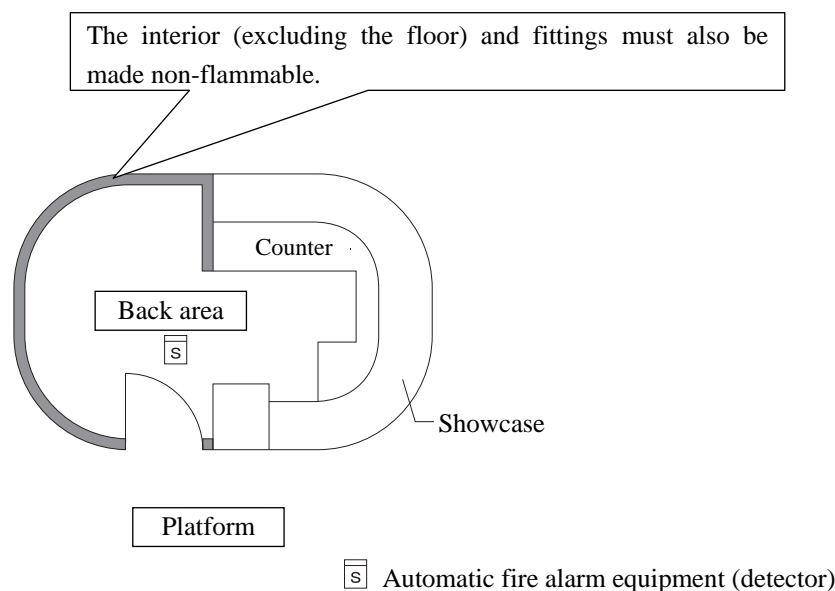 The interior (excluding the floor) and fittings must also be
made non-flammable.
Counter
Back area
S
Showcase
Platform
S Automatic fire alarm equipment (detector)